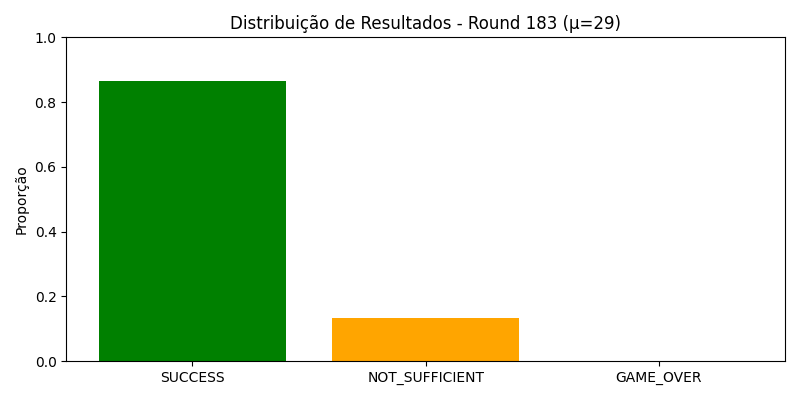 Distribuição de Resultados - Round 183 (μ=29)
Proporção
1.0
0.8
0.6
0.4
0.2
0.0
SUCCESS NOT_SUFFICIENT GAME_OVER